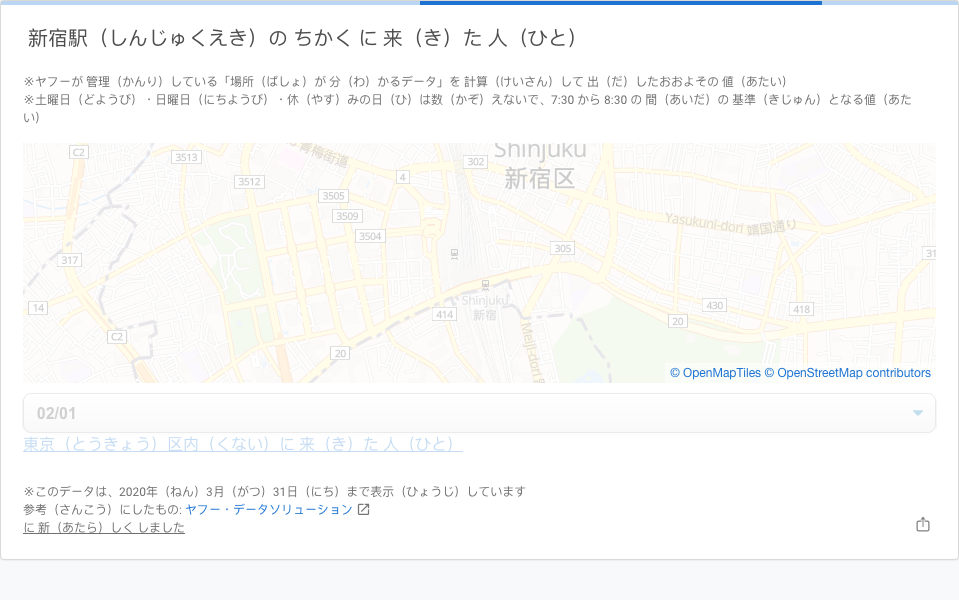 新宿駅（しんじゅくえき）の ちかく に 来（き）た 人（ひと）
※ヤフーが 管理（かんり）している「場所（ばしょ）が 分（わ）かるデータ」を 計算（けいさん）して 出（だ）したおおよその 値（あたい）
※土曜日（どようび）・日曜日（にちようび）・休（やす）みの日（ひ）は数（かぞ）えないで、7:30 から 8:30 の 間（あいだ）の 基準（きじゅん）となる値（あた
い）
C2
3513
青梅街道
302
Shinjuku
新宿区
3512
4
3505
3509
3504
Yasukuni-dori 靖国通り
317
305
31
14
Shinjuku
新宿
414
430
418
20
C2
20
Meiji-dori 明
© OpenMapTiles © OpenStreetMap contributors
02/01
東京（とうきょう）区内（くない）に 来（き）た 人（ひと）
※このデータは、2020年（ねん）3月（がつ）31日（にち）まで表示（ひょうじ）しています
参考（さんこう）にしたもの: ヤフー・データソリューション
に 新（あたら）しく しました